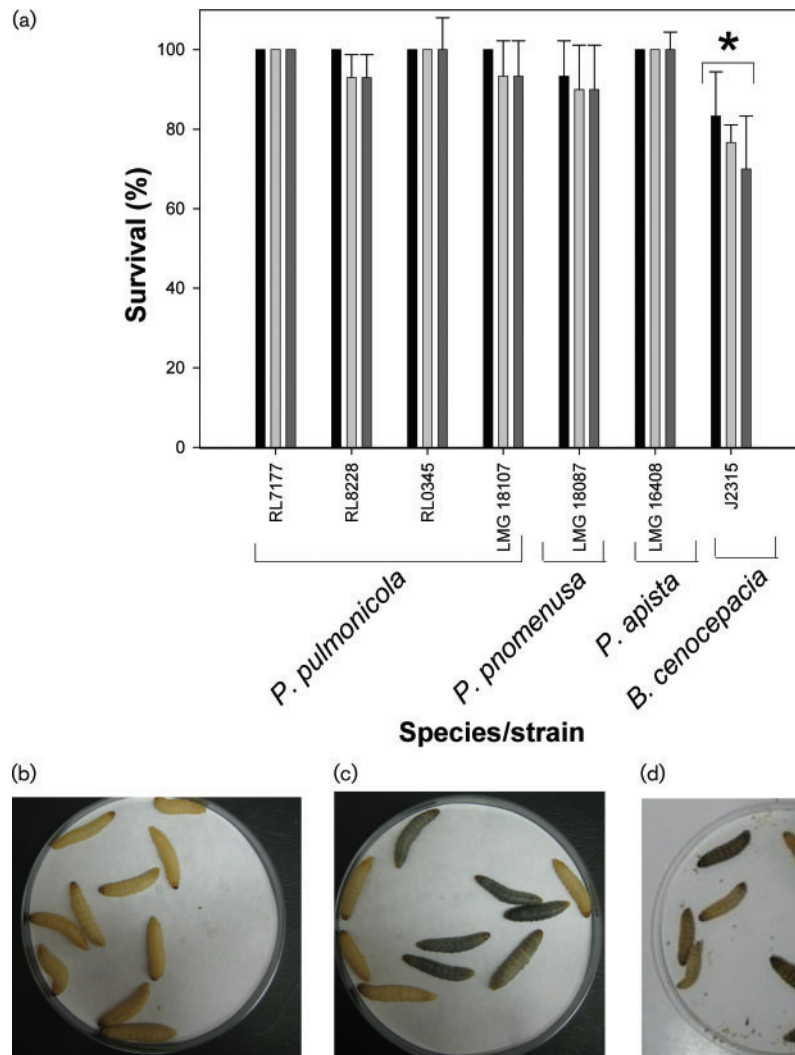 (a)
*
100
80
60
40
20
0
Survival (%)
RL7177
RL8228
RL0345
LMG 18107
LMG 18087
LMG 16408
J2315
P. pulmonicola
P. pnomenusa
P. apista
B. cenocepacia
Species/strain
(b)
(c)
(d)